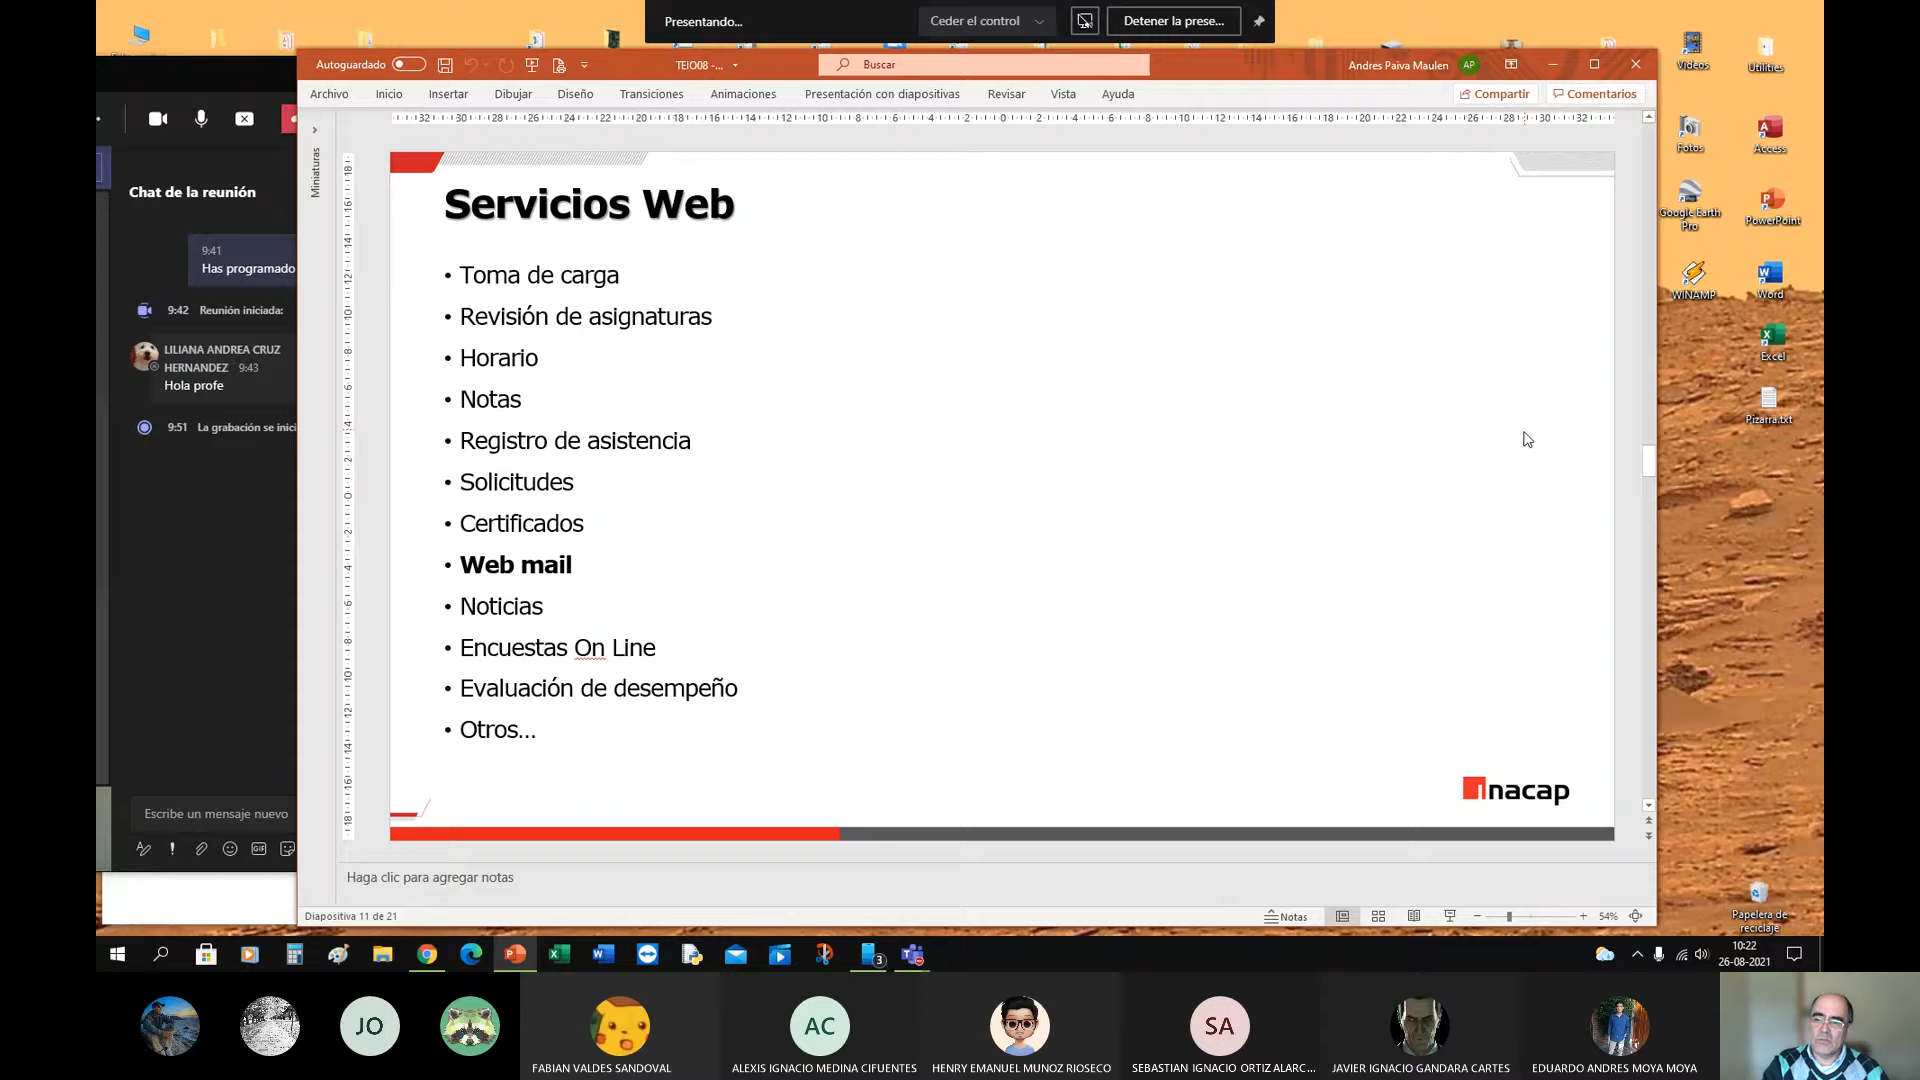 Presentando...
Ceder el control
Detener la prese...
Autoguardado
TEIO08 -...
Buscar
Andres Paiva Maulen
AP
Archivo
Inicio
Insertar
Dibujar
Diseño
Transiciones
Animaciones
Presentación con diapositivas
Revisar
Vista
Ayuda
Compartir
Comentarios
Miniaturas
Chat de la reunión
9:41
Has programado
9:42 Reunión iniciada:
LILIANA ANDREA CRUZ
HERNANDEZ 9:43
Hola profe
9:51 La grabación se inici
Escribe un mensaje nuevo
GIF
Servicios Web
• Toma de carga
• Revisión de asignaturas
• Horario
• Notas
• Registro de asistencia
• Solicitudes
• Certificados
• Web mail
• Noticias
• Encuestas On Line
• Evaluación de desempeño
• Otros...
inacap
Haga clic para agregar notas
Diapositiva 11 de 21
Notas
54%
Videos
Utilities
Fotos
Access
Google Earth
Pro
PowerPoint
WINAMP
Word
Excel
Pizarra.txt
Papelera de
reciclaje
3
10:22
26-08-2021
JO
AC
SA
FABIAN VALDES SANDOVAL
ALEXIS IGNACIO MEDINA CIFUENTES
HENRY EMANUEL MUNOZ RIOSECO
SEBASTIAN IGNACIO ORTIZ ALARC...
JAVIER IGNACIO GANDARA CARTES
EDUARDO ANDRES MOYA MOYA